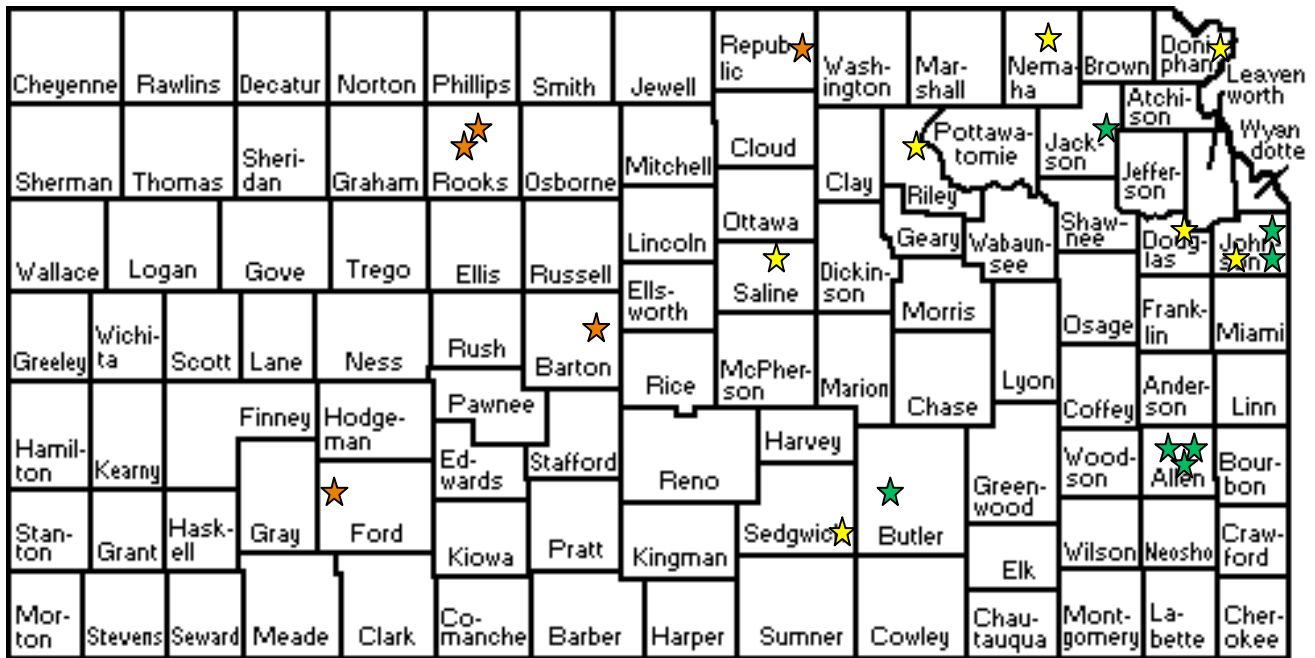 Cheyenne
Rawlins
Decatur
Norton
Phillips
Smith
Jewell
Repub-
lic
Wash-
ington
Mar-
shall
Nema-
ha
Brown
Doni
phan
Leaven
worth
Atchi-
son
Wyan
dotte
Sherman
Thomas
Sheri-
dan
Graham
Rooks
Osborne
Mitchell
Cloud
Clay
Pottawa-
tomie
Riley
Jack-
son
Jeffer-
son
Wallace
Logan
Gove
Trego
Ellis
Russell
Lincoln
Ottawa
Saline
Dickin-
son
Geary
Wabaun-
see
Shaw-
nee
Doug-
las
John
son
Ells-
worth
Morris
Osage
Frank-
lin
Miami
Greeley
Wichi-
ta
Scott
Lane
Ness
Rush
Barton
Rice
McPher-
son
Marion
Chase
Lyon
Coffey
Ander-
son
Linn
Hamil-
ton
Kearny
Finney
Hodge-
man
Pawnee
Ed-
wards
Stafford
Reno
Harvey
Butler
Green-
wood
Wood-
son
Allen
Bour-
bon
Stan-
ton
Grant
Hask-
ell
Gray
Ford
Kiowa
Pratt
Kingman
Sedgwick
Elk
Wilson
Neosho
Craw-
ford
Mor-
ton
Stevens
Seward
Meade
Clark
Co-
manche
Barber
Harper
Sumner
Cowley
Chau-
tauqua
Mont-
gomery
La-
bette
Cher-
okee